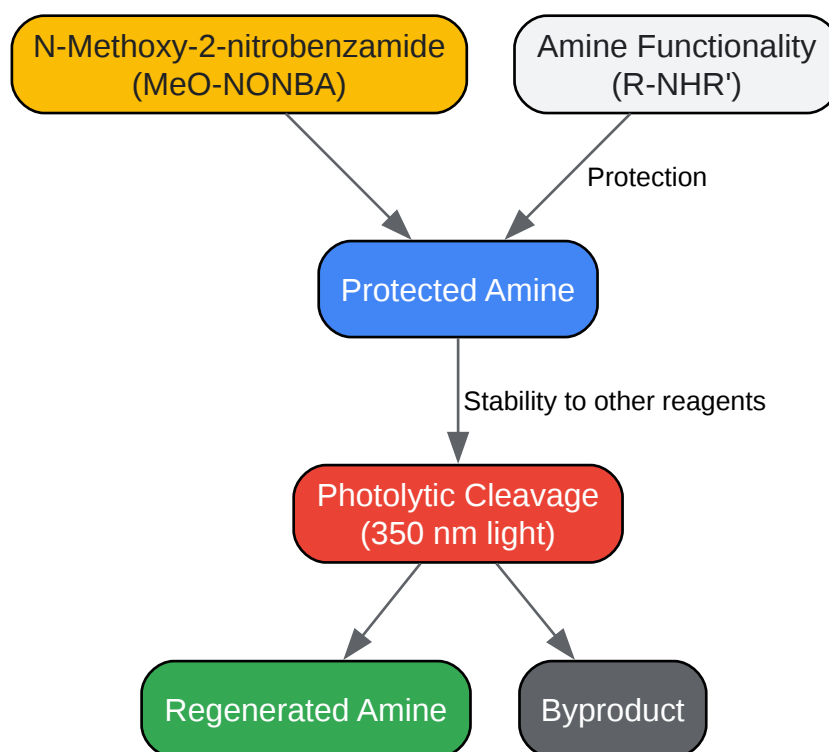 N-Methoxy-2-nitrobenzamide
(MeO-NONBA)
Amine Functionality
(R-NHR')
Protection
Protected Amine
Stability to other reagents
Photolytic Cleavage
(350 nm light)
Regenerated Amine
Byproduct